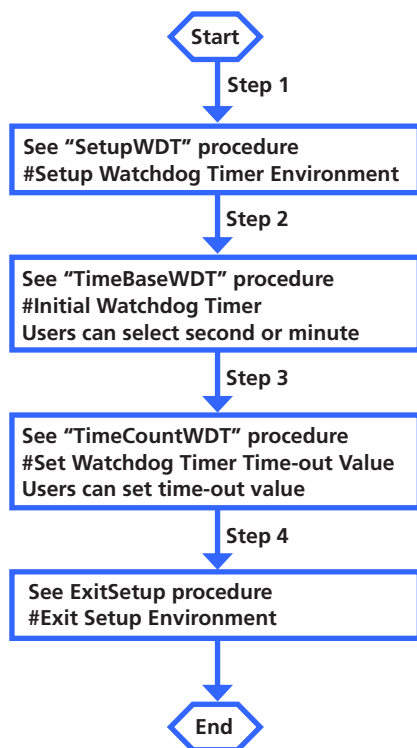 Start
Step 1
See “SetupWDT” procedure
#Setup Watchdog Timer Environment
Step 2
See “TimeBaseWDT” procedure
#Initial Watchdog Timer
Users can select second or minute
Step 3
See “TimeCountWDT” procedure
#Set Watchdog Timer Time-out Value
Users can set time-out value
Step 4
See ExitSetup procedure
#Exit Setup Environment
End